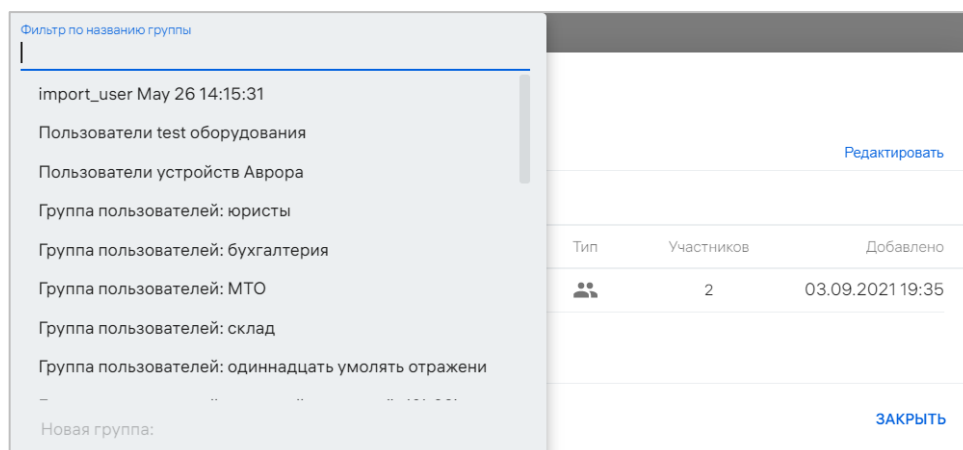 Фильтр по названию группы
import_user May 26 14:15:31
Пользователи test оборудования
Пользователи устройств Аврора
Группа пользователей: юристы
Группа пользователей: бухгалтерия
Группа пользователей: МТО
Группа пользователей: склад
Группа пользователей: одиннадцать умолять отражени
Новая группа:
Редактировать
Тип Участников Добавлено
2 03.09.2021 19:35
ЗАКРЫТЬ